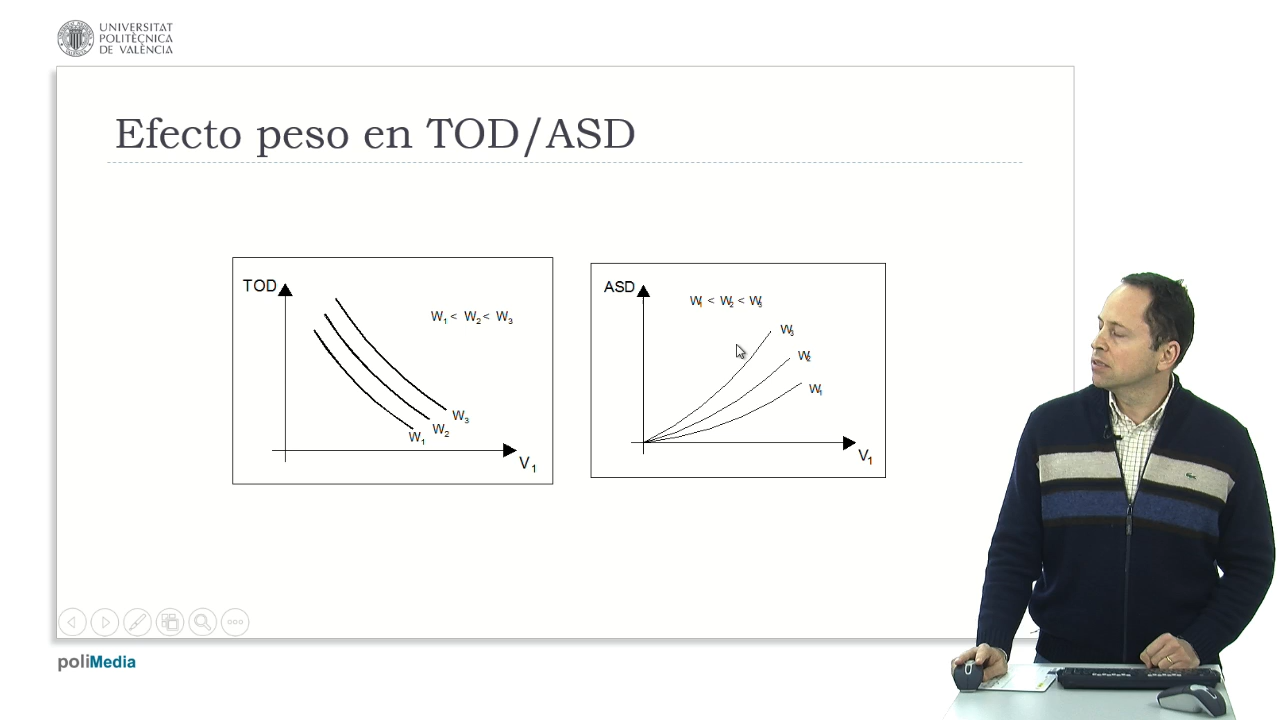 UNIVERSITAT
POLITÈCNICA
DE VALÈNCIA
Efecto peso en TOD/ASD
TOD
W1 < W2 < W3
W3
W2
W1
V1
ASD
W1 < W2 < W3
W3
W2
W1
V1
poliMedia